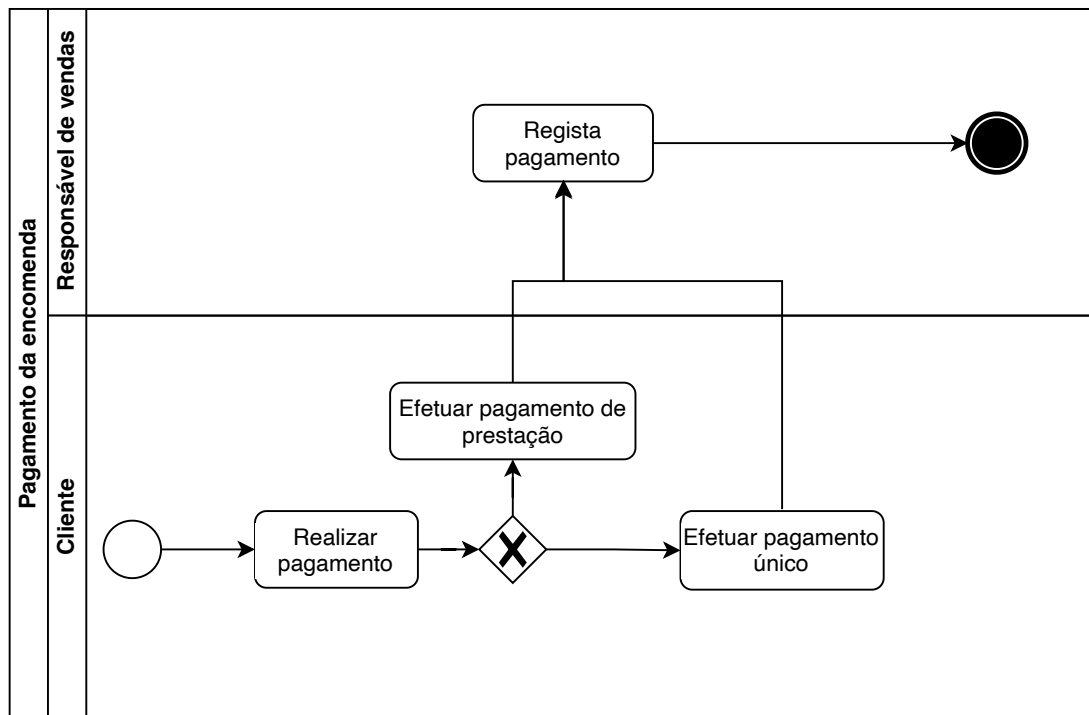 Pagamento da encomenda
Responsável de vendas
Regista
pagamento
Cliente
Efetuar pagamento de
prestação
Realizar
pagamento
Efetuar pagamento
único